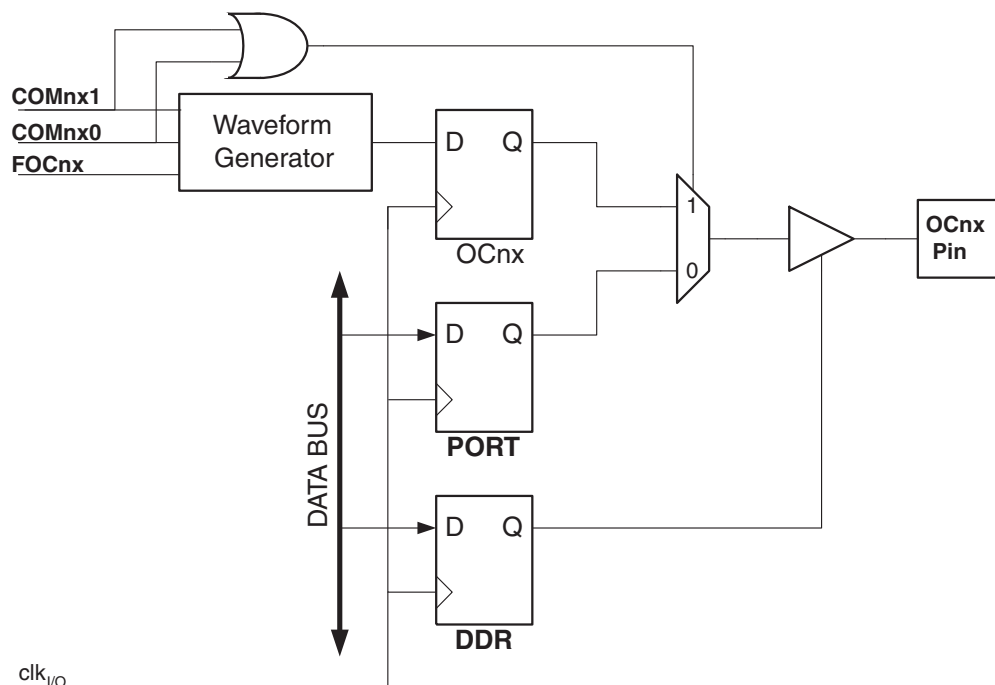 COMnx1
COMnx0
FOCnx
Waveform
Generator
D Q
OCnx
1
0
OCnx
Pin
D Q
PORT
DATA BUS
D Q
DDR
clkI/O